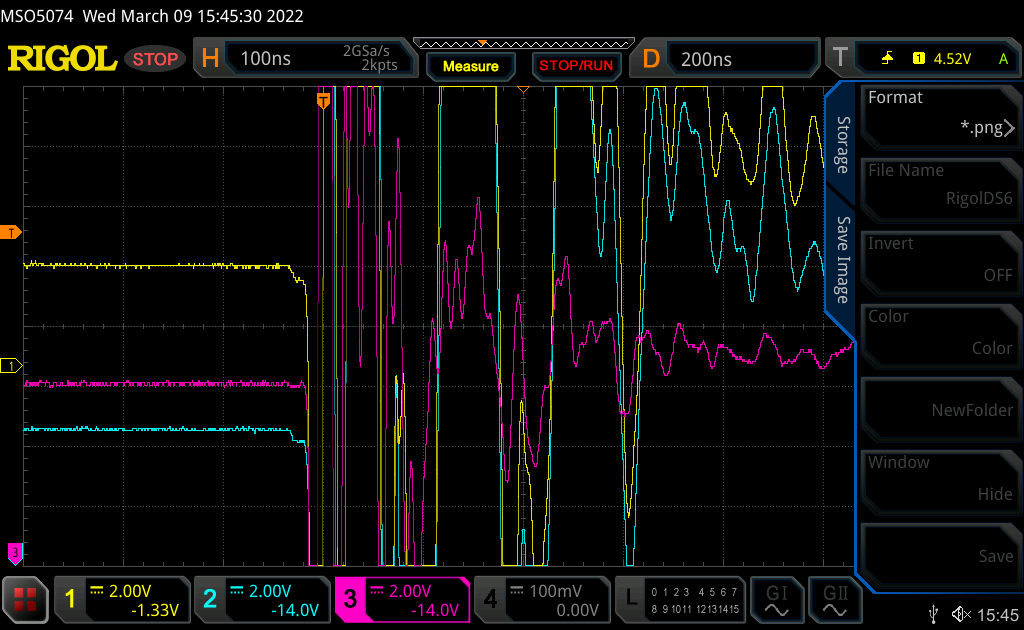 MSO5074 Wed March 09 15:45:30 2022
RIGOL STOP H 100ns 2GSa/s 2kpts Measure STOP/RUN D 200ns T 1 4.52V A
T
Storage
Save Image
Format
*.png
File Name
RigolDS6
Invert
OFF
Color
Color
NewFolder
Window
Hide
Save
T
1
3
1 2.00V -1.33V
2 2.00V -14.0V
3 2.00V -14.0V
4 100mV 0.00V
L 0 1 2 3 4 5 6 7
8 9 10 11 12 13 14 15
GI
GII
15:45